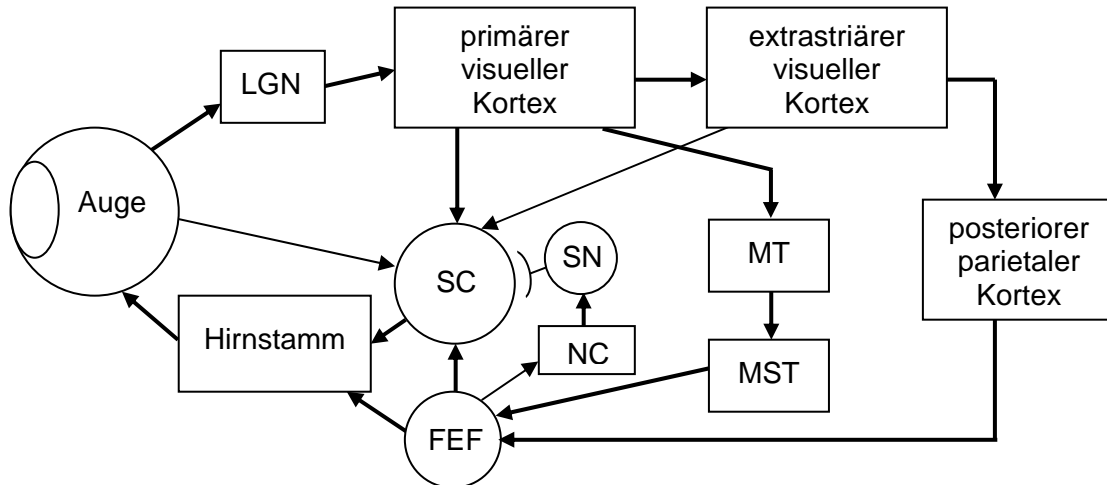 primärer
visueller
Kortex
extrastriärer
visueller
Kortex
LGN
Auge
SC
SN
MT
posteriorer
parietaler
Kortex
Hirnstamm
NC
MST
FEF